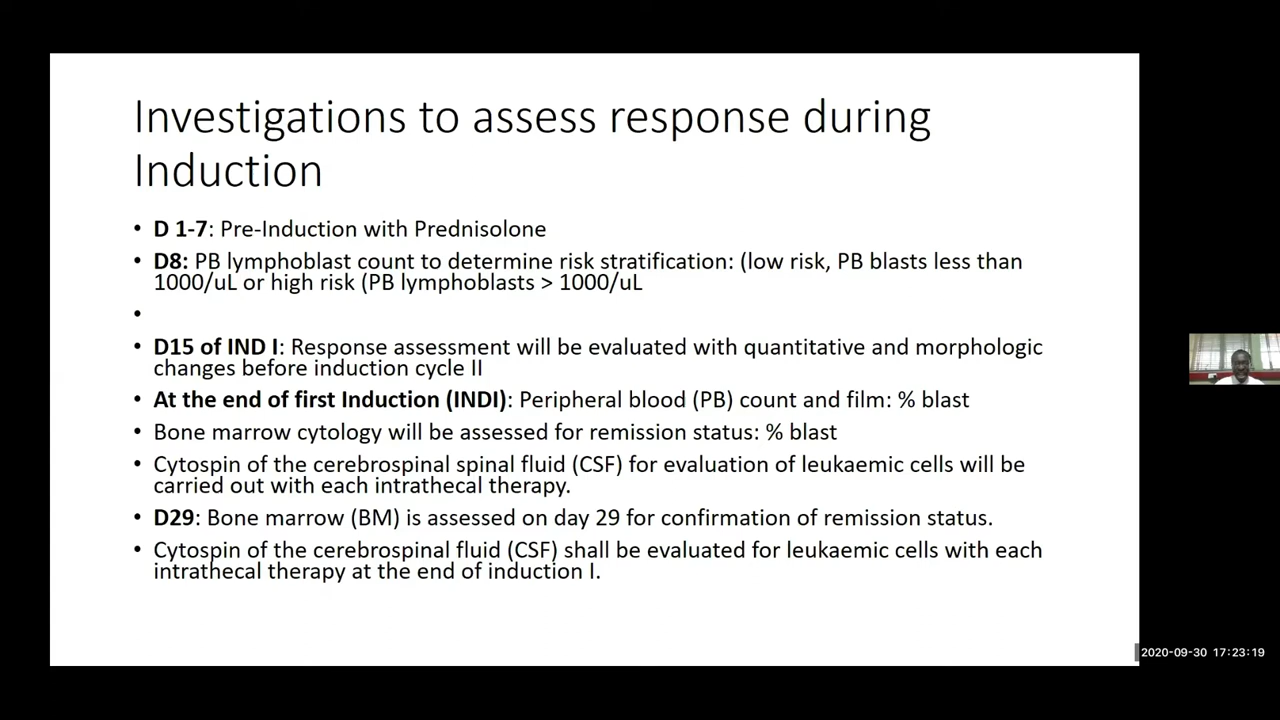 Investigations to assess response during
Induction
• D 1-7: Pre-Induction with Prednisolone
• D8: PB lymphoblast count to determine risk stratification: (low risk, PB blasts less than
1000/uL or high risk (PB lymphoblasts > 1000/uL
•
• D15 of IND I: Response assessment will be evaluated with quantitative and morphologic
changes before induction cycle II
• At the end of first Induction (INDI): Peripheral blood (PB) count and film: % blast
• Bone marrow cytology will be assessed for remission status: % blast
• Cytospin of the cerebrospinal spinal fluid (CSF) for evaluation of leukaemic cells will be
carried out with each intrathecal therapy.
• D29: Bone marrow (BM) is assessed on day 29 for confirmation of remission status.
• Cytospin of the cerebrospinal fluid (CSF) shall be evaluated for leukaemic cells with each
intrathecal therapy at the end of induction I.
2020-09-30 17:23:19